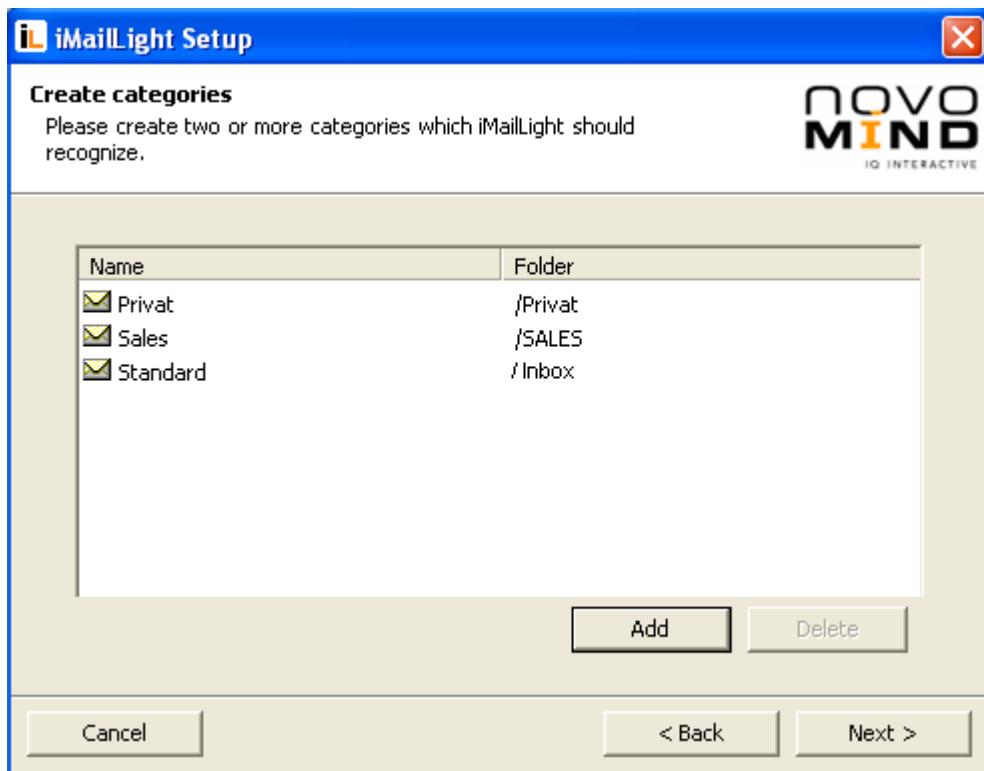 iL iMailLight Setup
Create categories
Please create two or more categories which iMailLight should
recognize.
NOVO
MIND
IQ INTERACTIVE
Name Folder
Privat /Privat
Sales /SALES
Standard / Inbox
Add Delete
Cancel < Back Next >